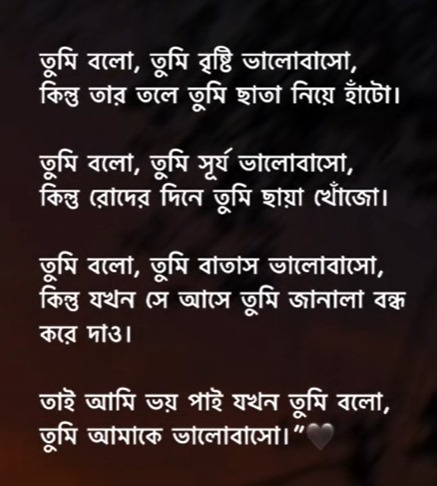 তুমি বলো, তুমি বৃষ্টি ভালোবাসো,
কিন্তু তার তলে তুমি ছাতা নিয়ে হাঁটো।
তুমি বলো, তুমি সূর্য ভালোবাসো,
কিন্তু রোদের দিনে তুমি ছায়া খোঁজো।
তুমি বলো, তুমি বাতাস ভালোবাসো,
কিন্তু যখন সে আসে তুমি জানালা বন্ধ
করে দাও।
তাই আমি ভয় পাই যখন তুমি বলো,
তুমি আমাকে ভালোবাসো।”🖤